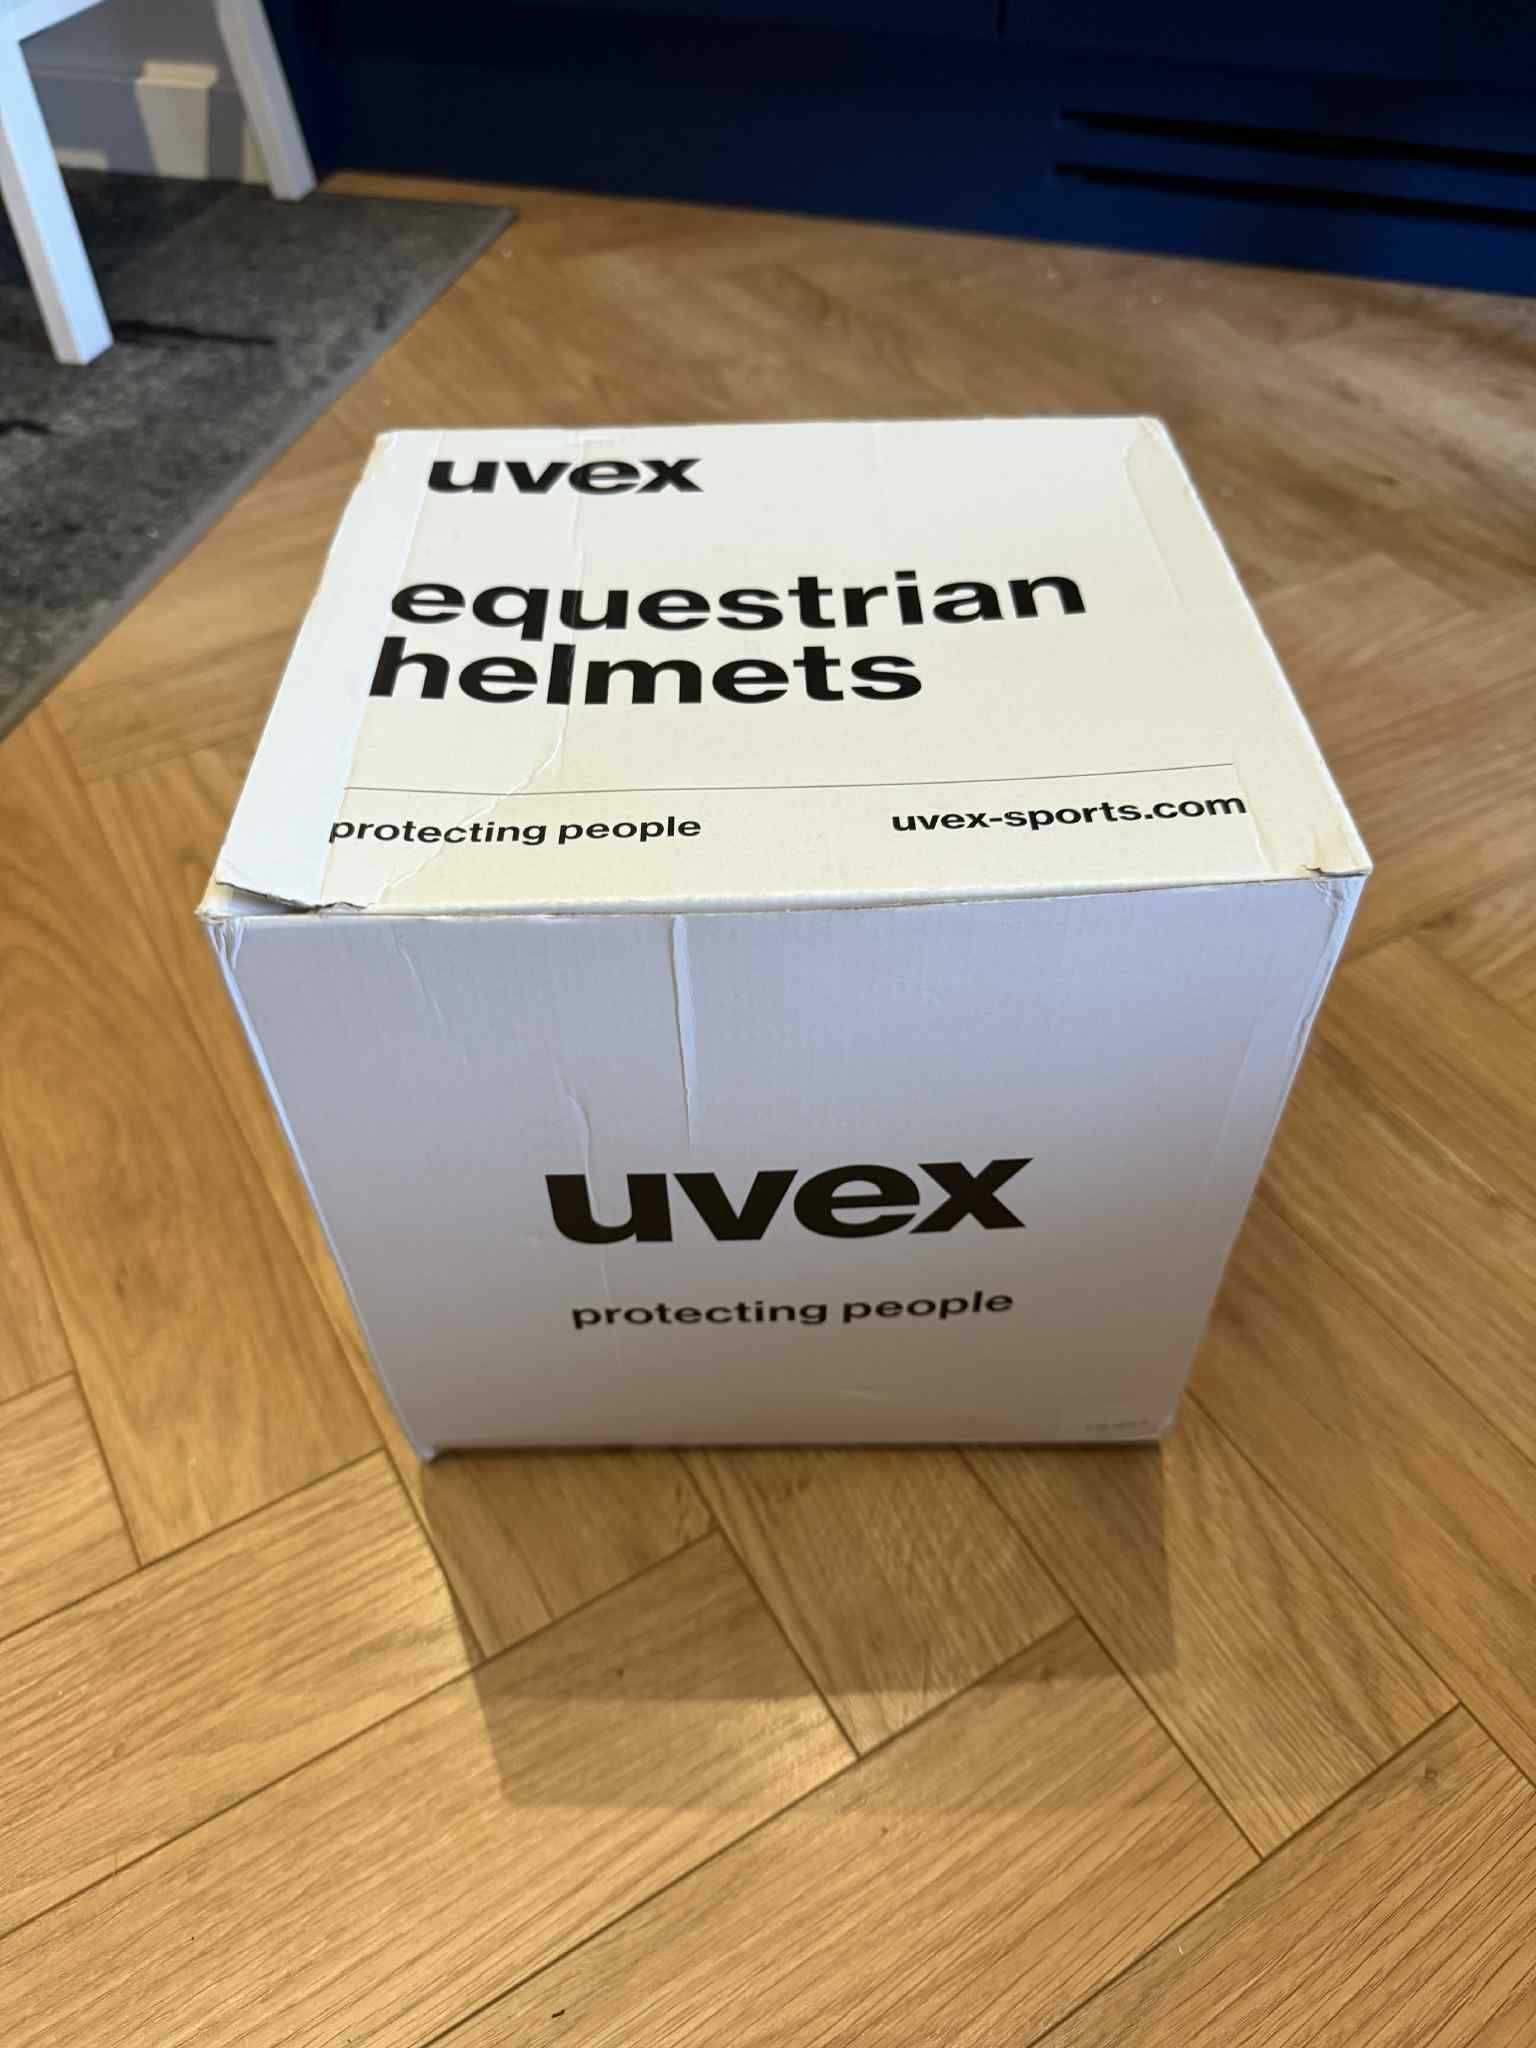 uvex
equestrian
helmets
protecting people
uvex-sports.com
uvex
protecting people